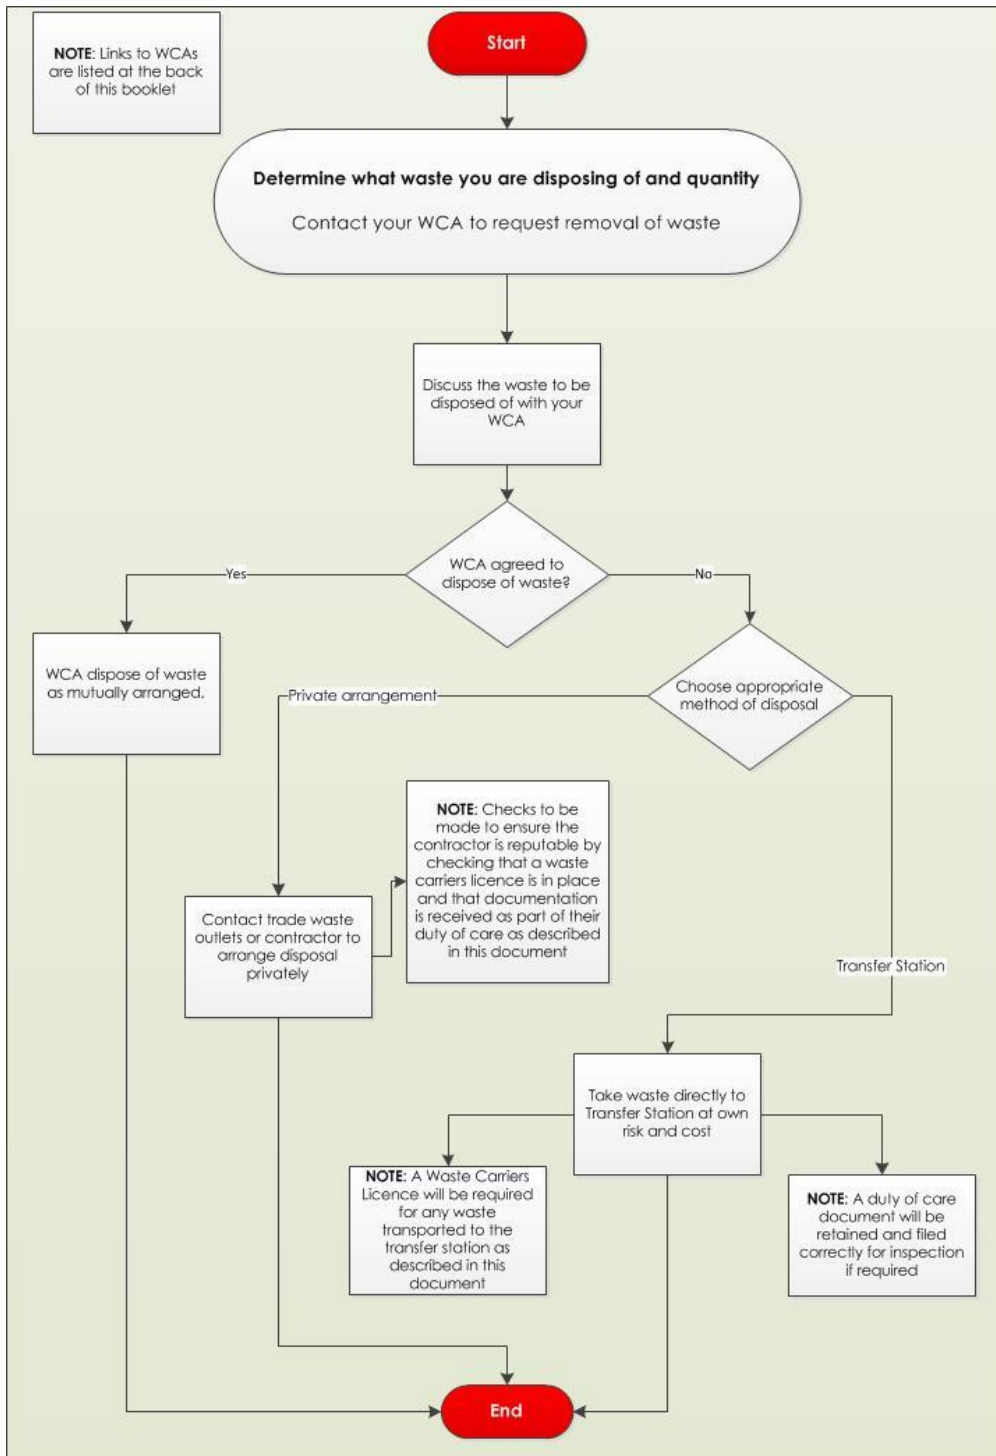 NOTE: Links to WCAs
are listed at the back
of this booklet
Start
Determine what waste you are disposing of and quantity
Contact your WCA to request removal of waste
Discuss the waste to be
disposed of with your
WCA
WCA agreed to
dispose of waste?
Yes
No
WCA dispose of waste
as mutually arranged.
Choose appropriate
method of disposal
Private arrangement
NOTE: Checks to be
made to ensure the
contractor is reputable by
checking that a waste
carriers licence is in place
and that documentation
is received as part of their
duty of care as described
in this document
Contact trade waste
outlets or contractor to
arrange disposal
privately
Transfer Station
Take waste directly to
Transfer Station at own
risk and cost
NOTE: A Waste Carriers
Licence will be required
for any waste
transported to the
transfer station as
described in this
document
NOTE: A duty of care
document will be
retained and filed
correctly for inspection
if required
End